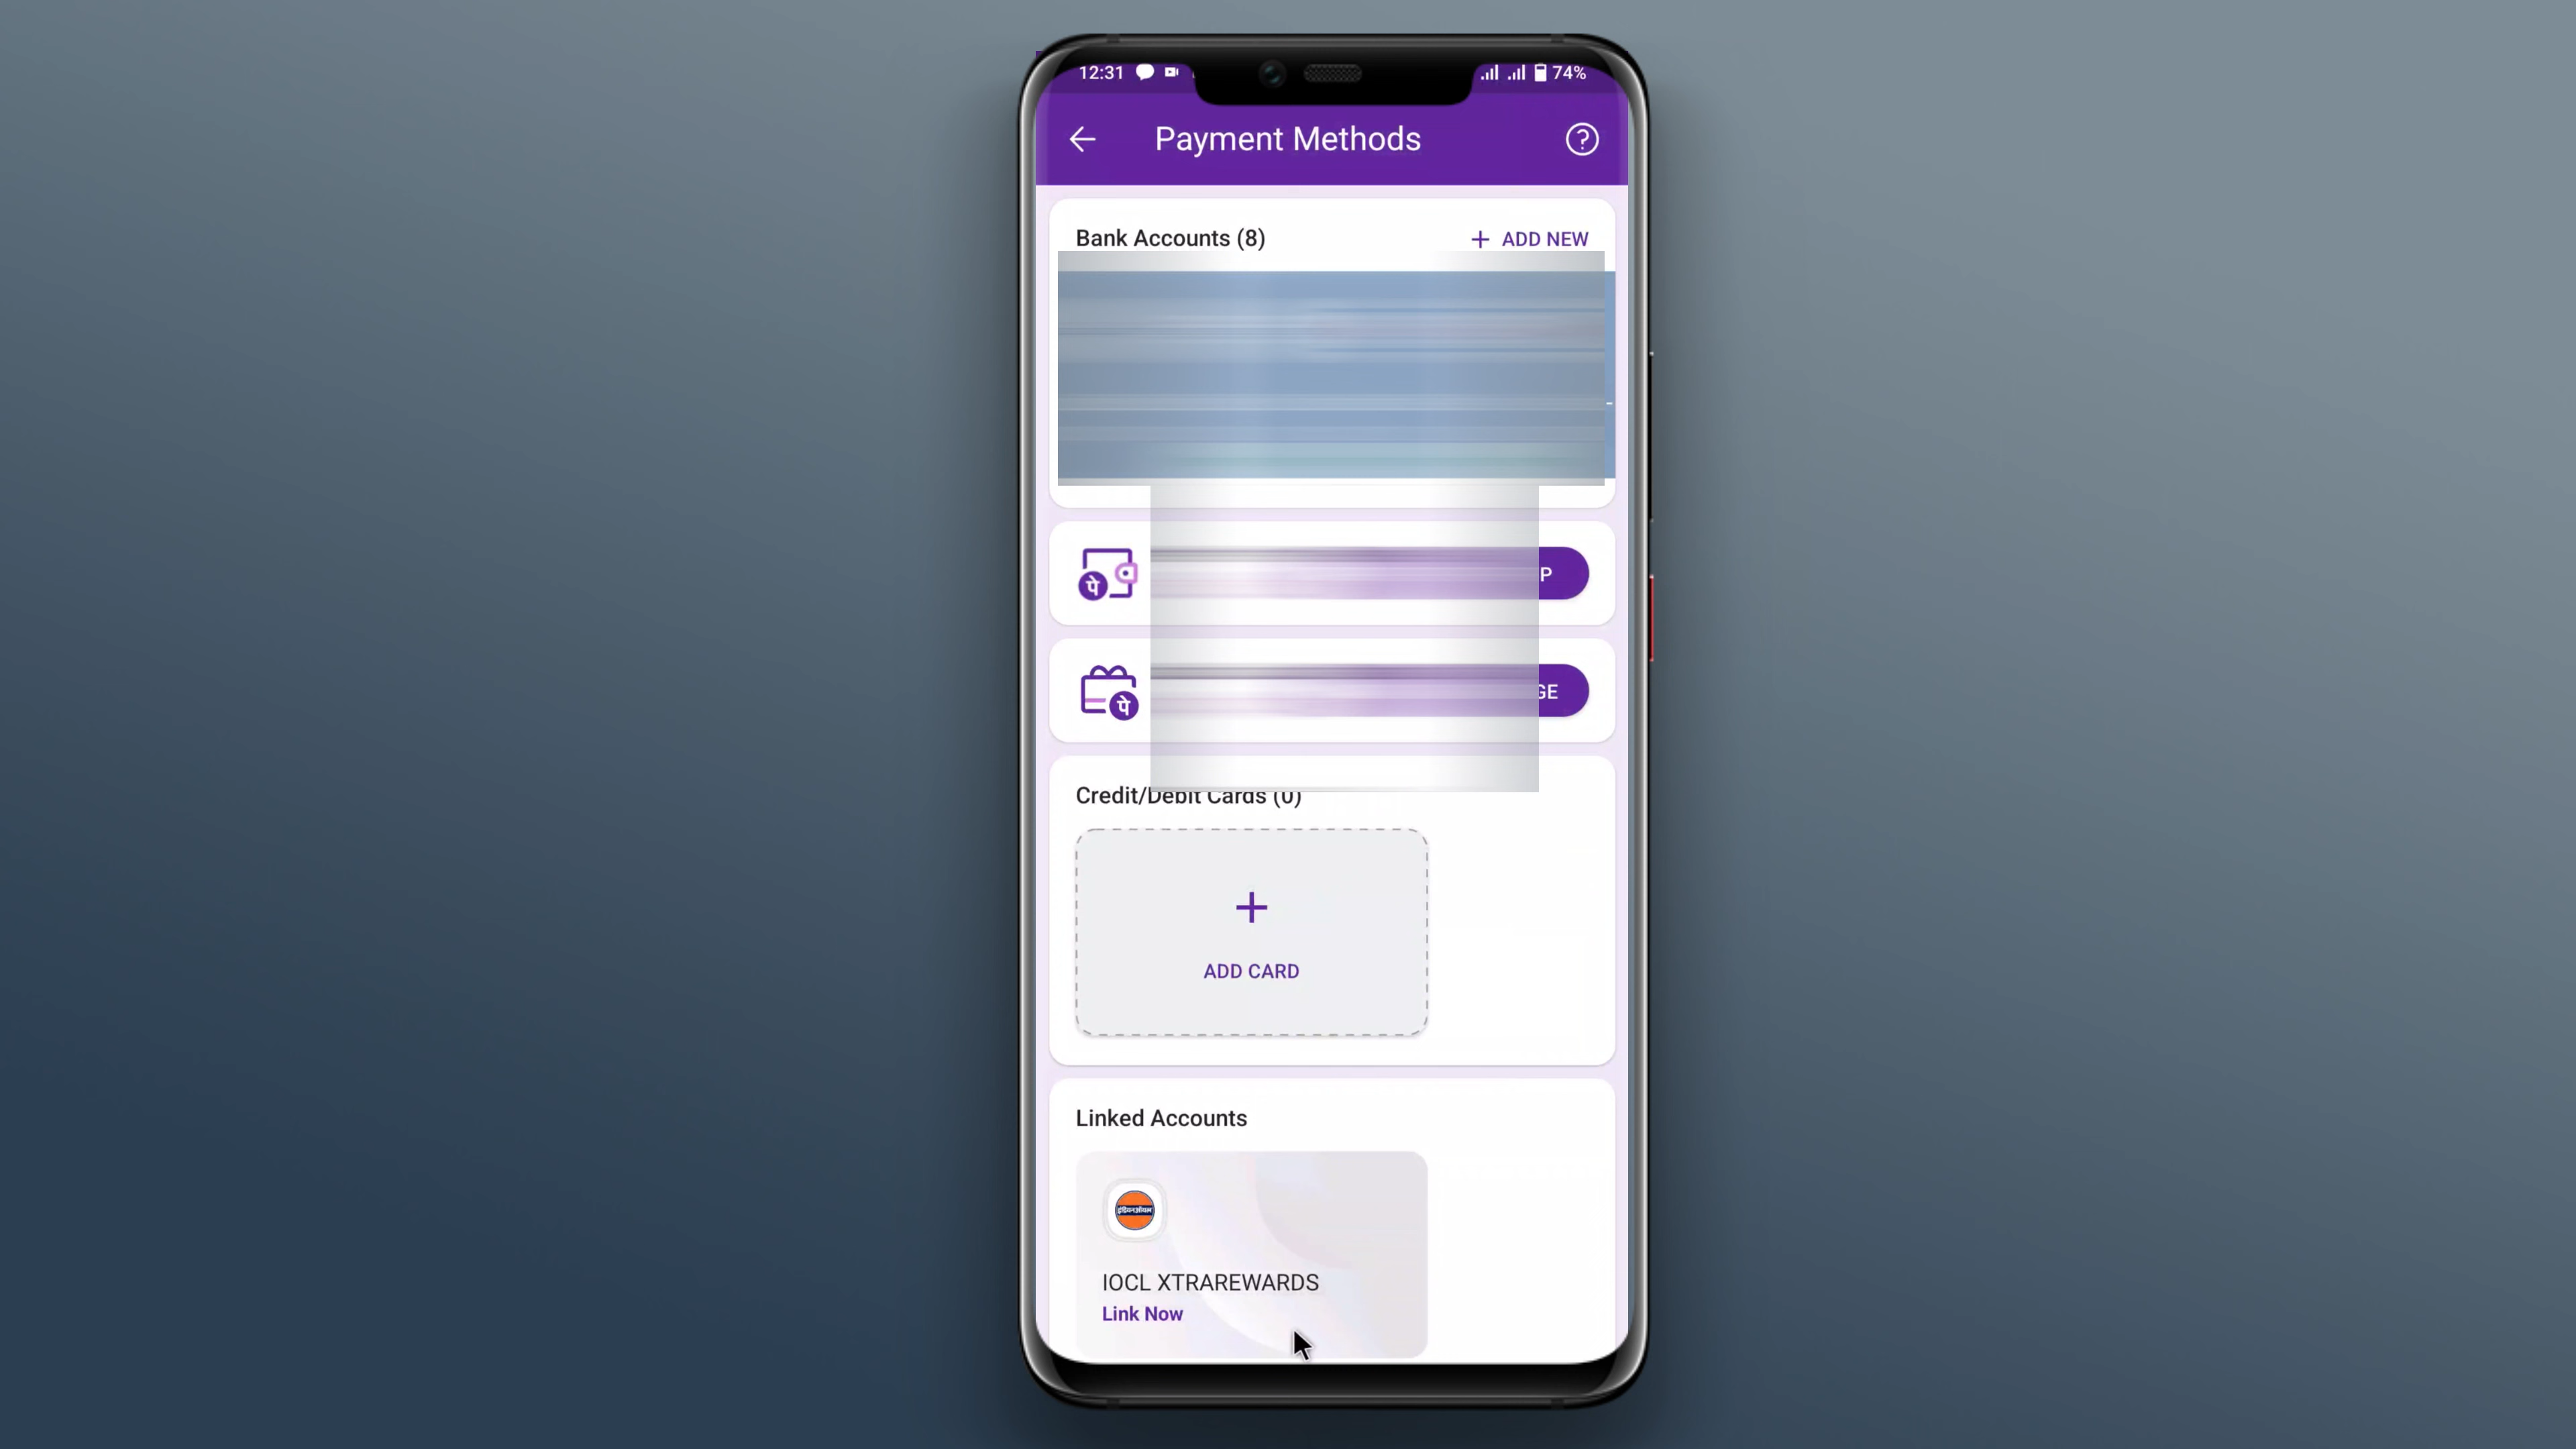 12:31
74%
Payment Methods
Bank Accounts (8)
+ ADD NEW
पे
P
पे
GE
Credit/Debit Cards (0)
+
ADD CARD
Linked Accounts
इंडियनऑयल
IOCL XTRAREWARDS
Link Now